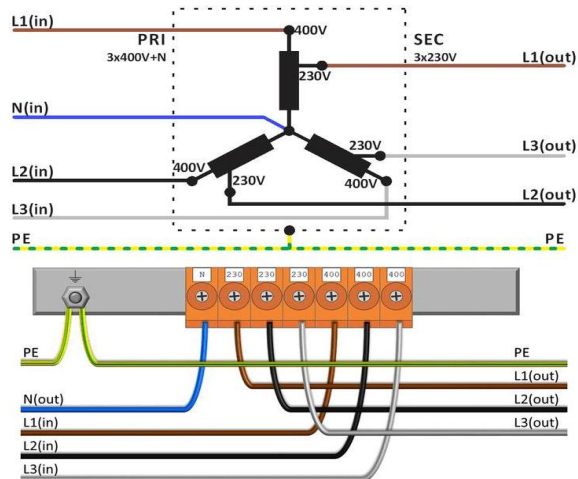 L1(in)
400V
PRI
3x400V+N
SEC
3x230V
230V
L1(out)
N(in)
230V
L3(out)
400V
400V
L2(in)
230V
L2(out)
L3(in)
PE
PE
N 230 230 230 400 400 400
PE
PE
L1(out)
N(out)
L2(out)
L1(in)
L3(out)
L2(in)
L3(in)